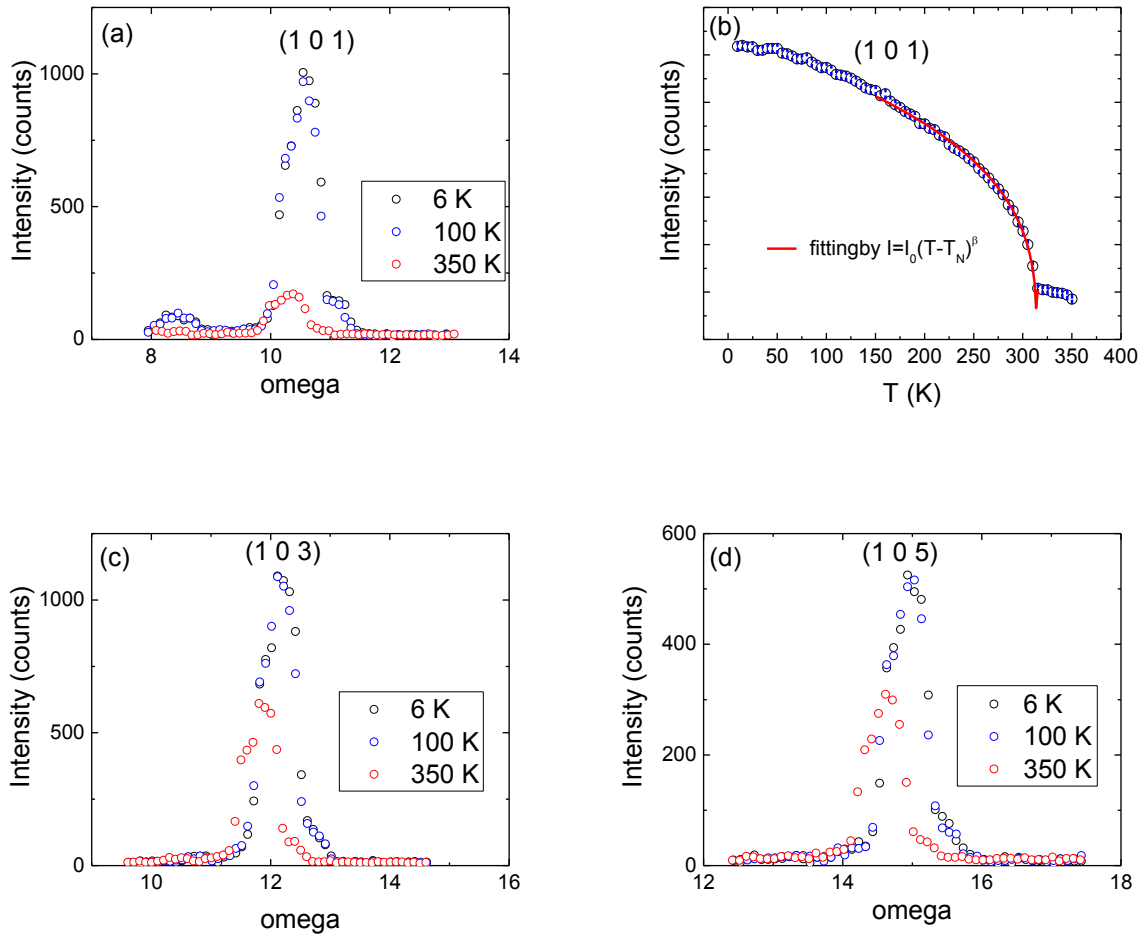 (a)
(1 0 1)
1000
500
0
Intensity (counts)
6 K
100 K
350 K
8
10
12
14
omega
(b)
(1 0 1)
Intensity (counts)
fittingby I=I₀(T-T_N)^β
0
50
100
150
200
250
300
350
400
T (K)
(c)
(1 0 3)
1000
500
0
Intensity (counts)
6 K
100 K
350 K
10
12
14
16
omega
(d)
(1 0 5)
600
400
200
0
Intensity (counts)
6 K
100 K
350 K
12
14
16
18
omega